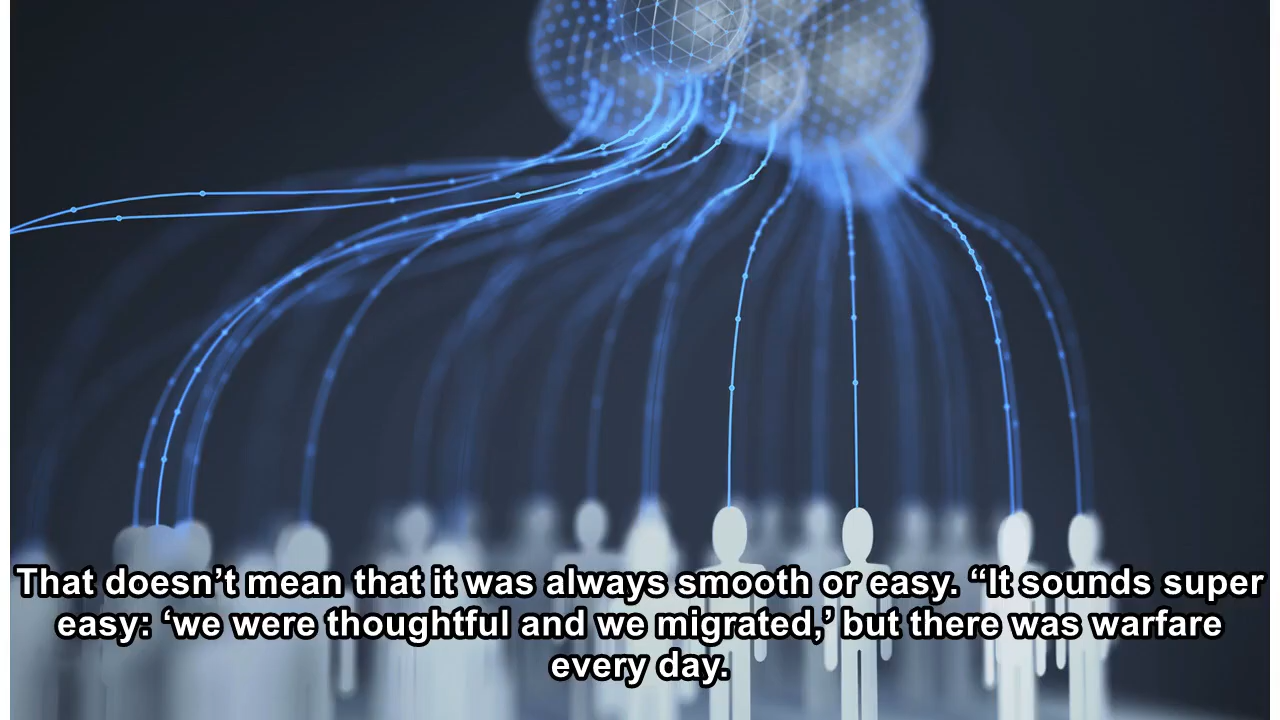 That doesn’t mean that it was always smooth or easy. “It sounds super
easy: ‘we were thoughtful and we migrated,’ but there was warfare
every day.